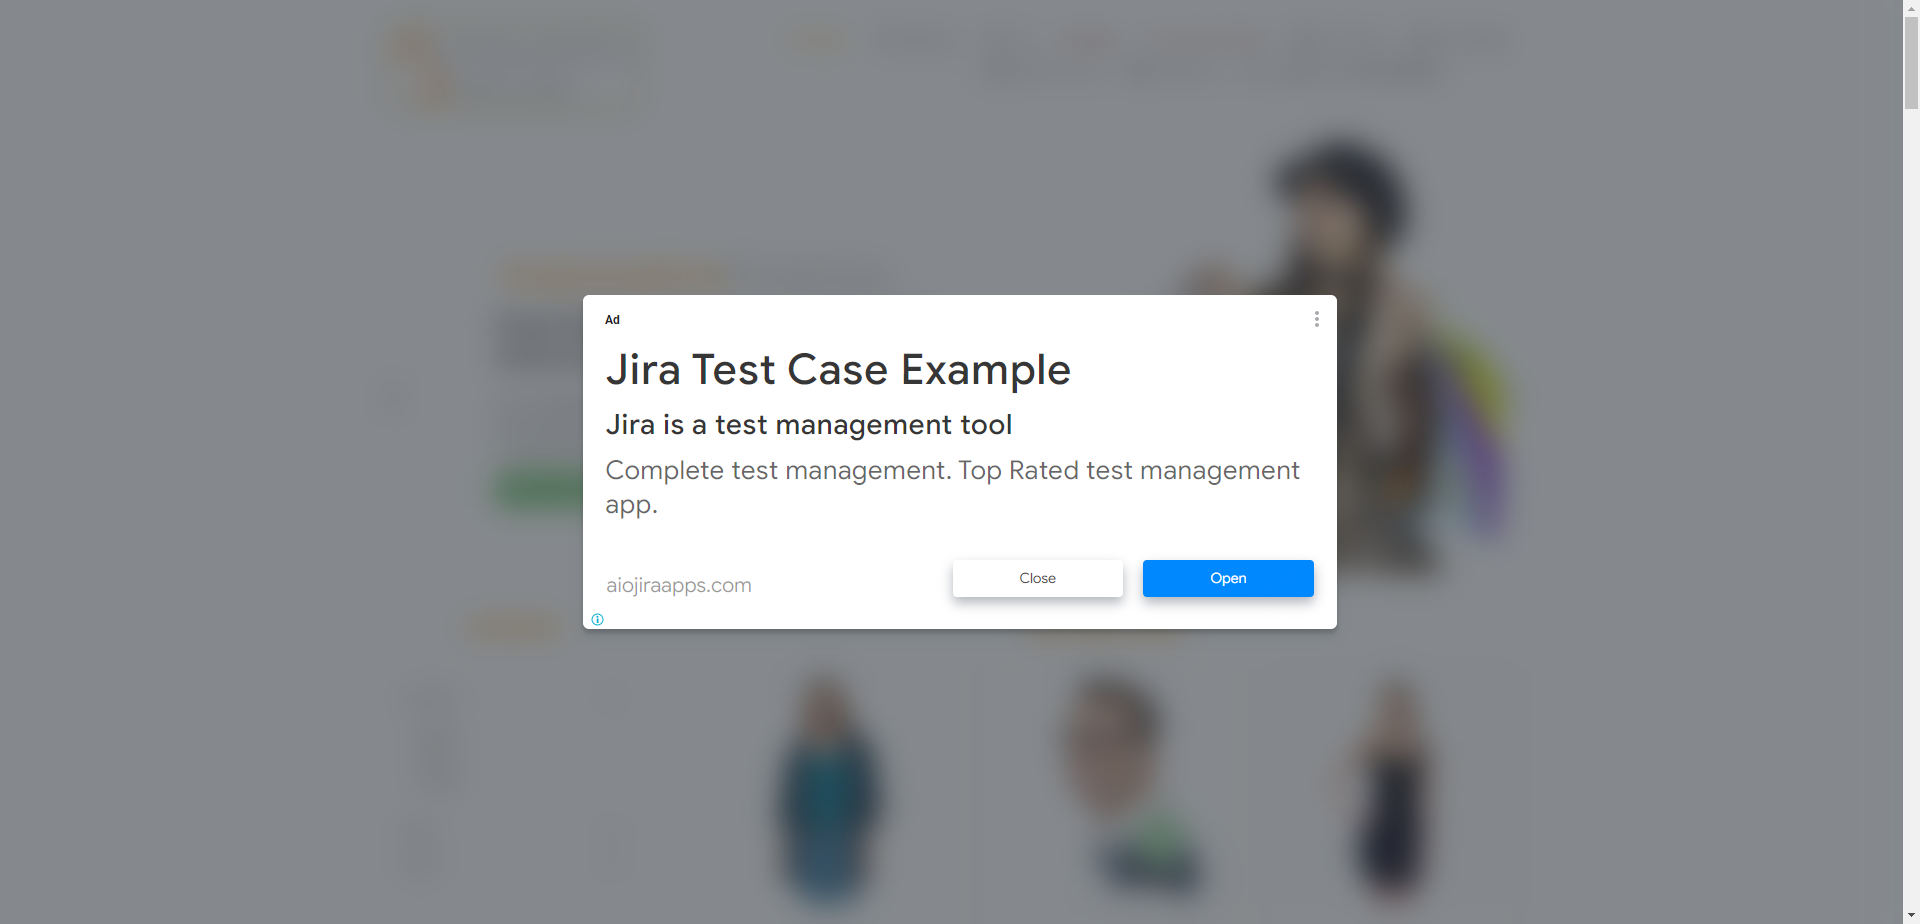 Ad
Jira Test Case Example
Jira is a test management tool
Complete test management. Top Rated test management
app.
aiojiraapps.com
Close
Open